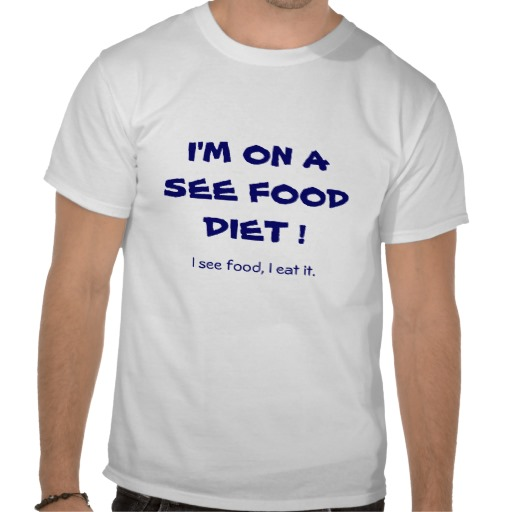 I'M ON A
SEE FOOD
DIET !
I see food, I eat it.